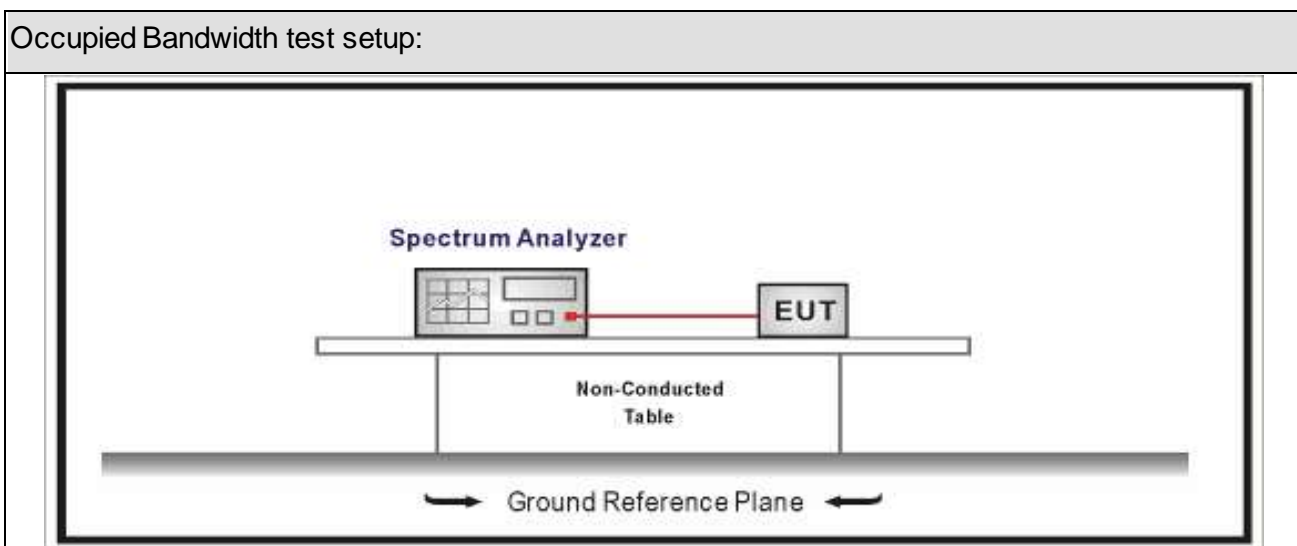 Occupied Bandwidth test setup:
Spectrum Analyzer
EUT
Non-Conducted
Table
Ground Reference Plane